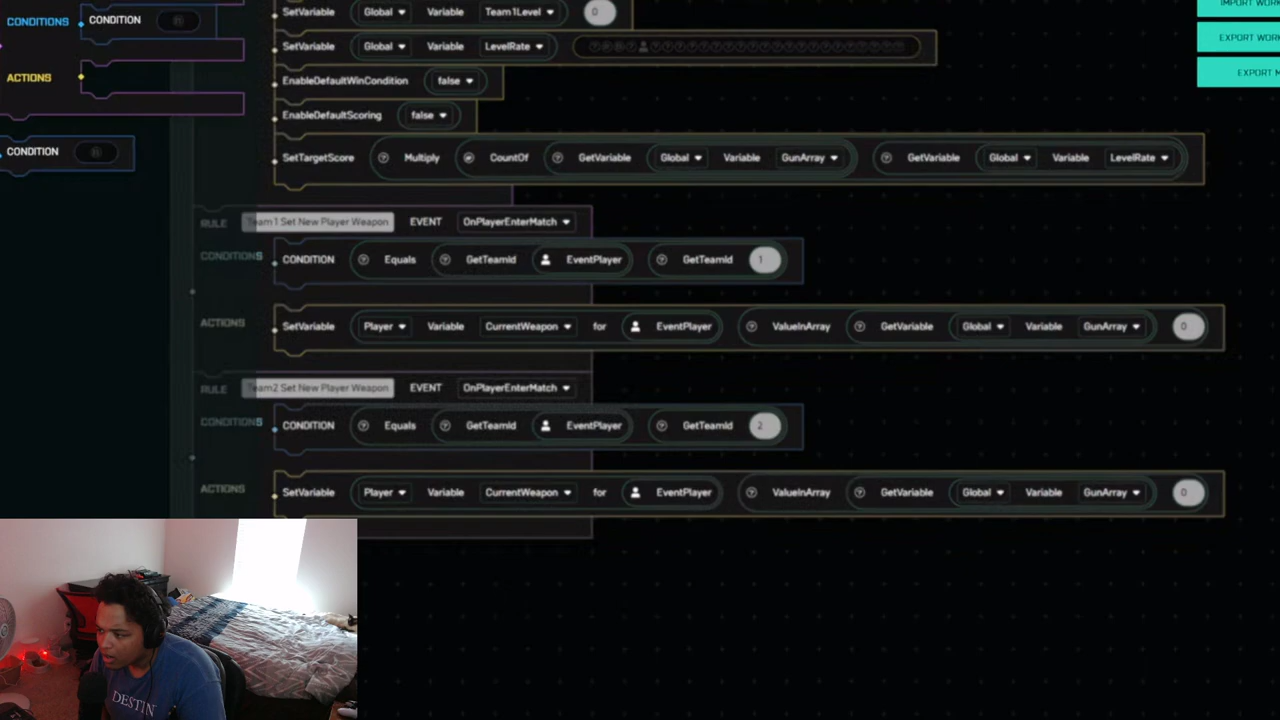 CONDITIONS CONDITION
ACTIONS
CONDITION
SetVariable Global Variable Team1Level 0
SetVariable Global Variable LevelRate
EnableDefaultWinCondition false
EnableDefaultScoring false
SetTargetScore Multiply CountOf GetVariable Global Variable GunArray GetVariable Global Variable LevelRate
IMPORT WORK
EXPORT WOR
EXPORT M
RULE Team 1 Set New Player Weapon EVENT OnPlayerEnterMatch
CONDITIONS CONDITION Equals GetTeamId EventPlayer GetTeamId 1
ACTIONS SetVariable Player Variable CurrentWeapon for EventPlayer ValueInArray GetVariable Global Variable GunArray 0
RULE Team2 Set New Player Weapon EVENT OnPlayerEnterMatch
CONDITIONS CONDITION Equals GetTeamId EventPlayer GetTeamId 2
ACTIONS SetVariable Player Variable CurrentWeapon for EventPlayer ValueInArray GetVariable Global Variable GunArray 0
DESTIN